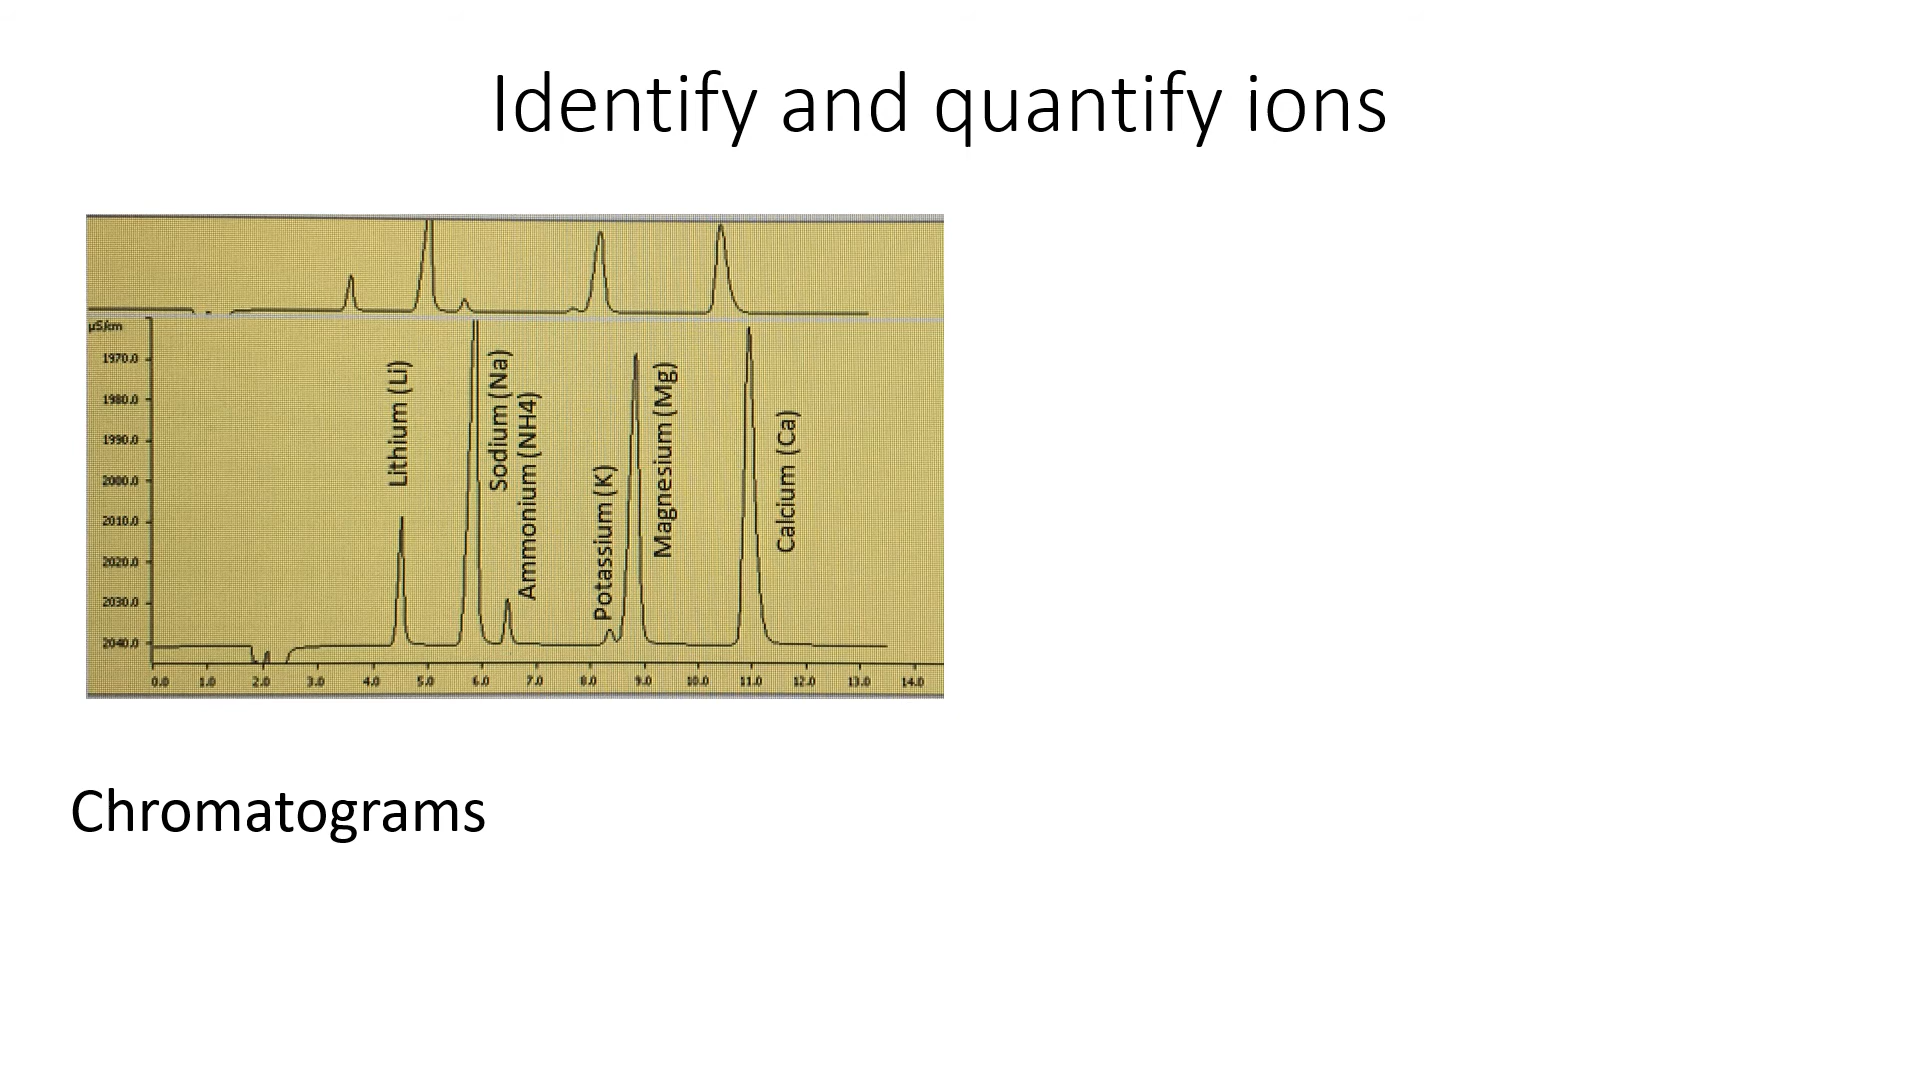 Identify and quantify ions
µS/cm
1970.0
1980.0
1990.0
2000.0
2010.0
2020.0
2030.0
2040.0
Lithium (Li)
Sodium (Na)
Ammonium (NH4)
Potassium (K)
Magnesium (Mg)
Calcium (Ca)
0.0 1.0 2.0 3.0 4.0 5.0 6.0 7.0 8.0 9.0 10.0 11.0 12.0 13.0 14.0
Chromatograms